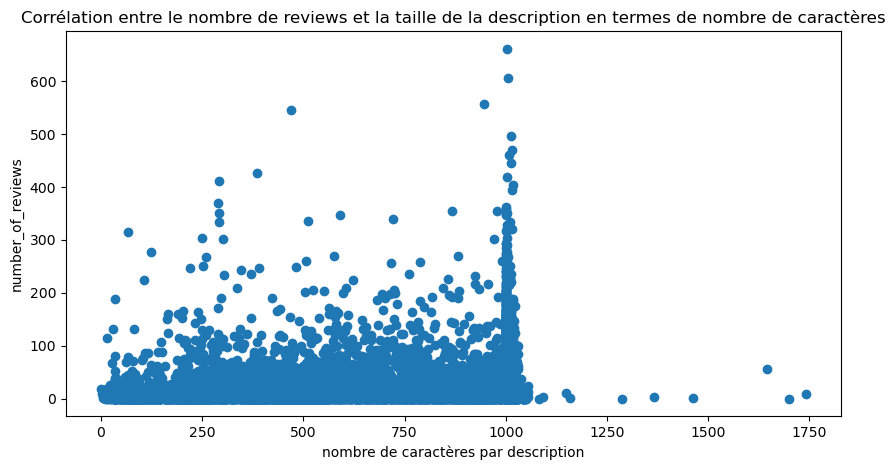 Corrélation entre le nombre de reviews et la taille de la description en termes de nombre de caractères
number_of_reviews
600
500
400
300
200
100
0
0 250 500 750 1000 1250 1500 1750
nombre de caractères par description